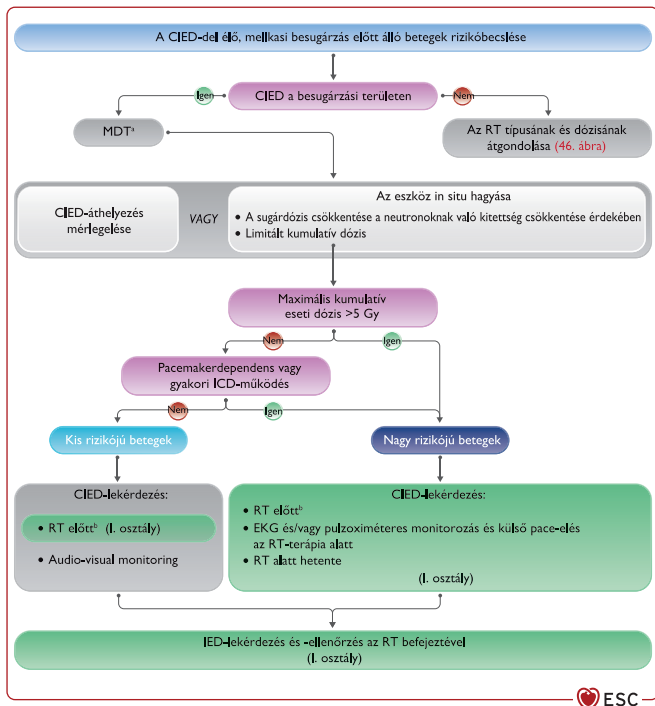 A CIED-del élő, mellkasi besugárzás előtt álló betegek rizikóbecslése
Igen
CIED a besugárzási területen
Nem
MDTᵃ
Az RT típusának és dózisának
átgondolása (46. ábra)
CIED-áthelyezés
mérlegelése
VAGY
Az eszköz in situ hagyása
• A sugárdózis csökkentése a neutronoknak való kitettség csökkentése érdekében
• Limitált kumulatív dózis
Maximális kumulatív
eseti dózis >5 Gy
Nem
Igen
Pacemakerdependens vagy
gyakori ICD-működés
Nem
Igen
Kis rizikójú betegek
Nagy rizikójú betegek
CIED-lekérdezés:
• RT előttᵇ (I. osztály)
• Audio-visual monitoring
CIED-lekérdezés:
• RT előttᵇ
• EKG és/vagy pulzoximéteres monitorozás és külső pace-elés
az RT-terápia alatt
• RT alatt hetente
(I. osztály)
IED-lekérdezés és -ellenőrzés az RT befejeztével
(I. osztály)
ESC